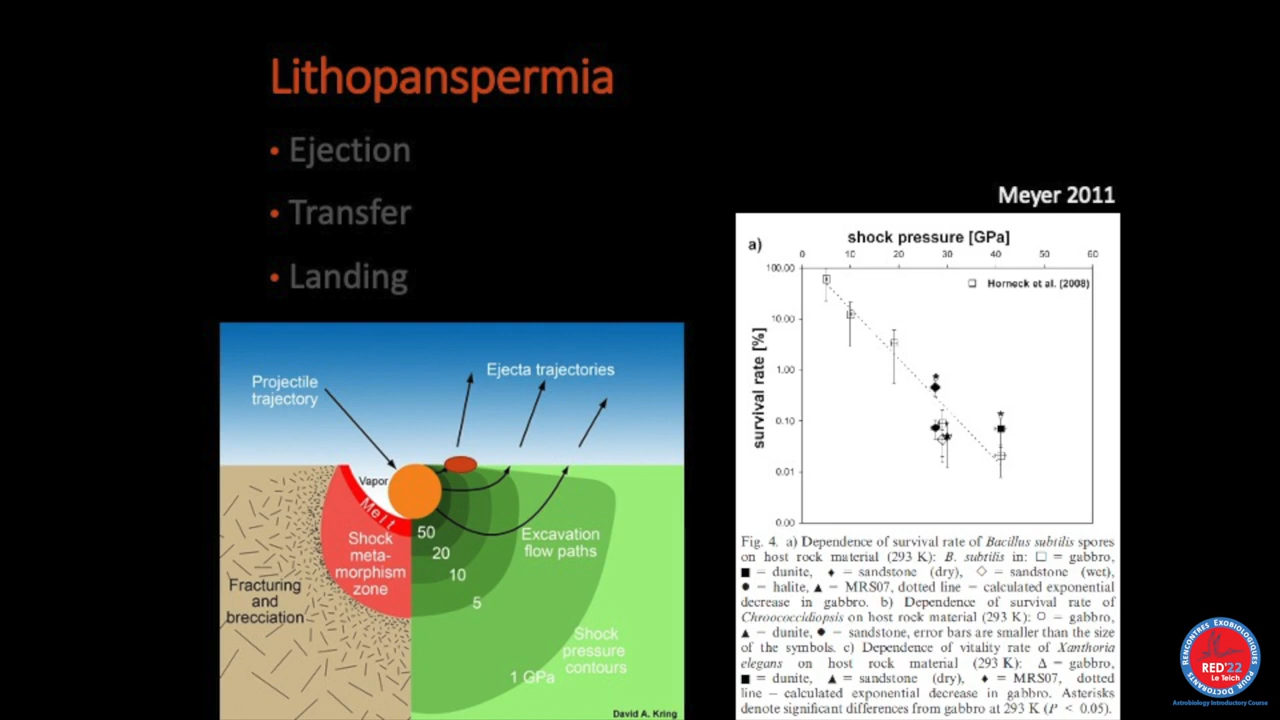 Lithopanspermia
• Ejection
• Transfer
• Landing
Projectile
trajectory
Ejecta trajectories
Vapor
Melt
Shock
meta-
morphism
zone
Fracturing
and
brecciation
50
20
10
5
1 GPa
Excavation
flow paths
Shock
pressure
contours
David A. Kring
Meyer 2011
a)
shock pressure [GPa]
0 10 20 30 40 50 60
survival rate [%]
100.00
10.00
1.00
0.10
0.01
0.00
□ Horneck et al. (2008)
* * *
Fig. 4. a) Dependence of survival rate of Bacillus subtilis spores
on host rock material (293 K): B. subtilis in: □ = gabbro,
■ – dunite, ♦ – sandstone (dry), ◇ – sandstone (wet),
● – halite, ▲ – MRS07, dotted line – calculated exponential
decrease in gabbro. b) Dependence of survival rate of
Chroococcidiopsis on host rock material (293 K): ○ – gabbro,
▲ – dunite, ● – sandstone, error bars are smaller than the size
of the symbols. c) Dependence of vitality rate of Xanthoria
elegans on host rock material (293 K): Δ = gabbro,
■ = dunite, ▲ = sandstone (dry), ♦ = MRS07, dotted
line – calculated exponential decrease in gabbro. Asterisks
denote significant differences from gabbro at 293 K (P < 0.05).
RENCONTRES EXOBIOLOGIQUES
POUR DOCTORANTS
RED'22
Le Teich
Astrobiology Introductory Course